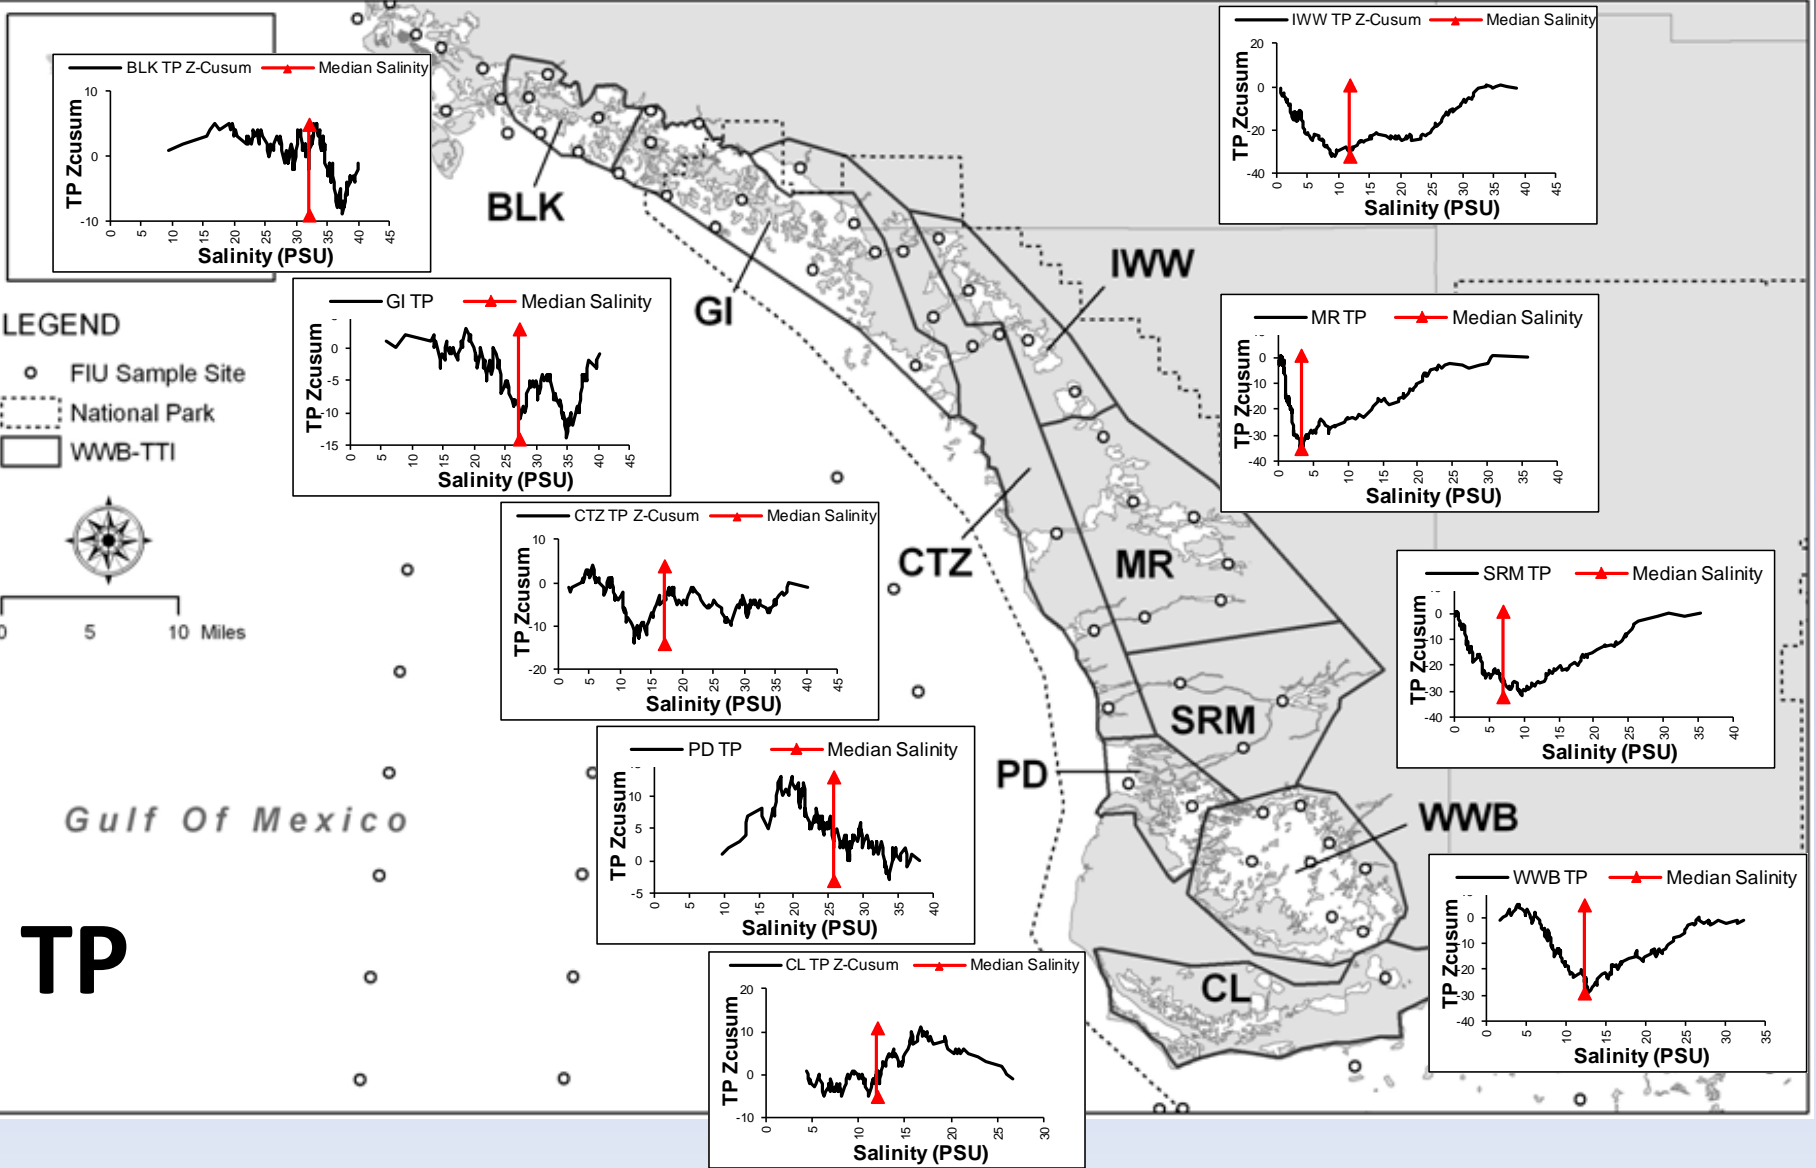 BLK TP Z-Cusum Median Salinity
TP Zcusum
10
0
-10
0 5 10 15 20 25 30 35 40 45
Salinity (PSU)
IWW TP Z-Cusum Median Salinity
TP Zcusum
20
0
-20
-40
0 5 10 15 20 25 30 35 40 45
Salinity (PSU)
BLK
GI
IWW
GI TP Median Salinity
TP Zcusum
0
-5
-10
-15
0 5 10 15 20 25 30 35 40 45
Salinity (PSU)
MR TP Median Salinity
TP Zcusum
0
-10
-20
-30
-40
0 5 10 15 20 25 30 35 40
Salinity (PSU)
LEGEND
FIU Sample Site
National Park
WWB-TTI
0 5 10 Miles
CTZ TP Z-Cusum Median Salinity
TP Zcusum
10
0
-10
-20
0 5 10 15 20 25 30 35 40 45
Salinity (PSU)
CTZ
MR
SRM TP Median Salinity
TP Zcusum
0
-10
-20
-30
-40
0 5 10 15 20 25 30 35 40
Salinity (PSU)
SRM
PD
WWB
PD TP Median Salinity
TP Zcusum
10
5
0
-5
0 5 10 15 20 25 30 35 40
Salinity (PSU)
Gulf Of Mexico
TP
WWB TP Median Salinity
TP Zcusum
0
-10
-20
-30
-40
0 5 10 15 20 25 30 35
Salinity (PSU)
CL
CL TP Z-Cusum Median Salinity
TP Zcusum
20
10
0
-10
0 5 10 15 20 25 30
Salinity (PSU)